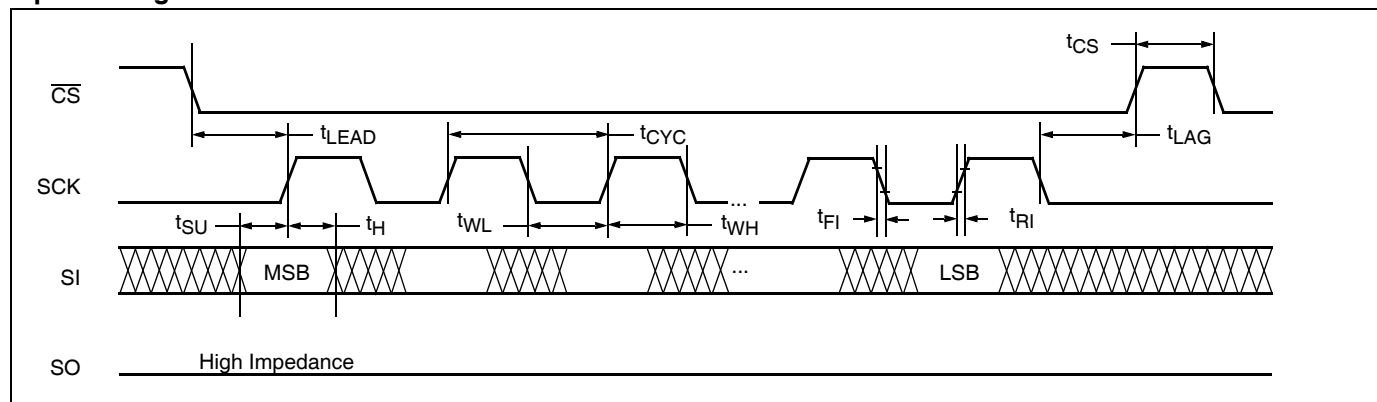 tCS
CS
tLEAD
tCYC
tLAG
SCK
...
tSU
tH
tWL
tWH
tFI
tRI
SI
MSB
...
LSB
SO
High Impedance